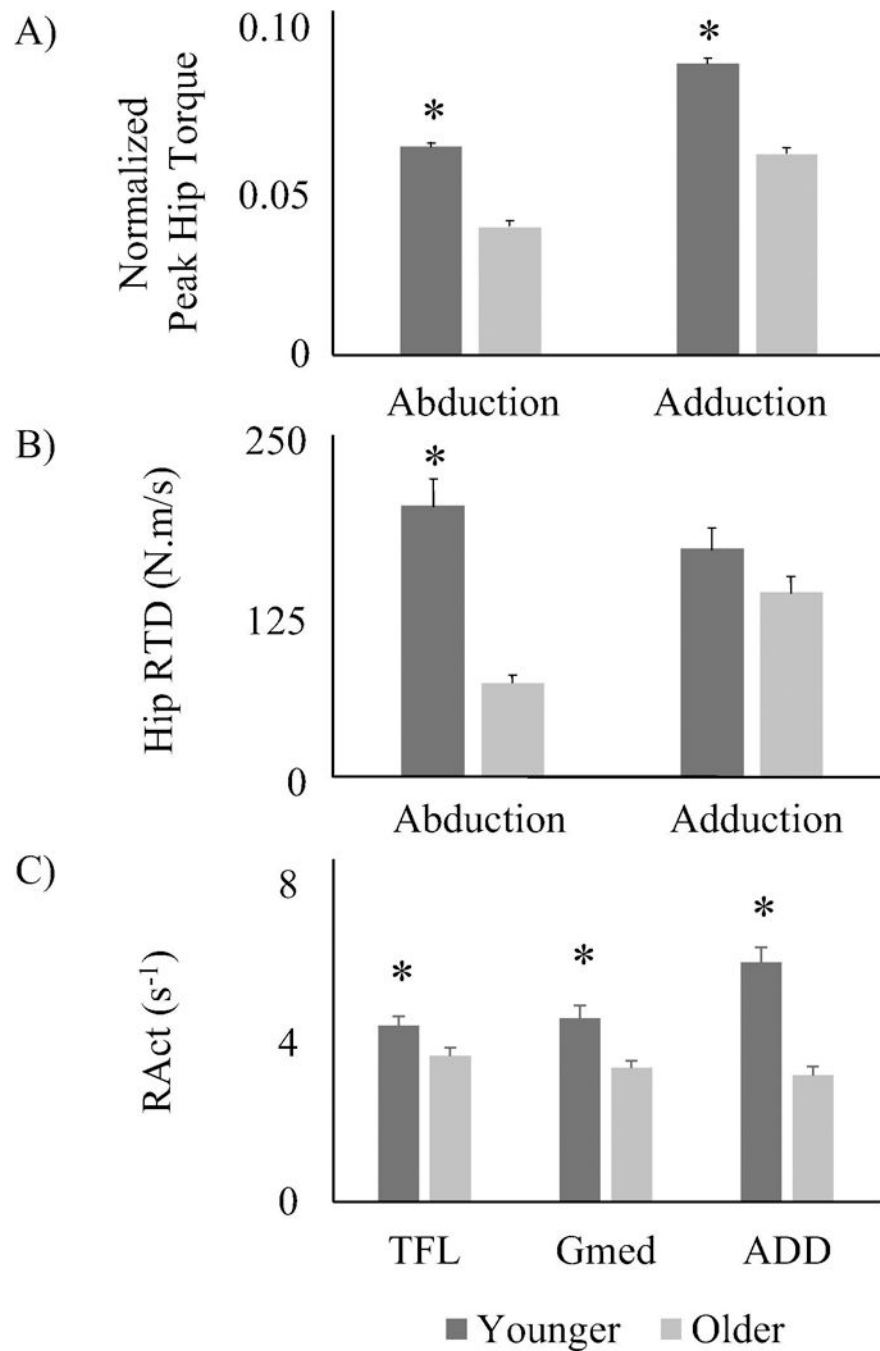 A)
Normalized
Peak Hip Torque
0.10
0.05
0
*
*
Abduction Adduction
B)
Hip RTD (N.m/s)
250
125
0
*
Abduction Adduction
C)
RAct (s-1)
8
4
0
*
*
*
TFL Gmed ADD
Younger Older